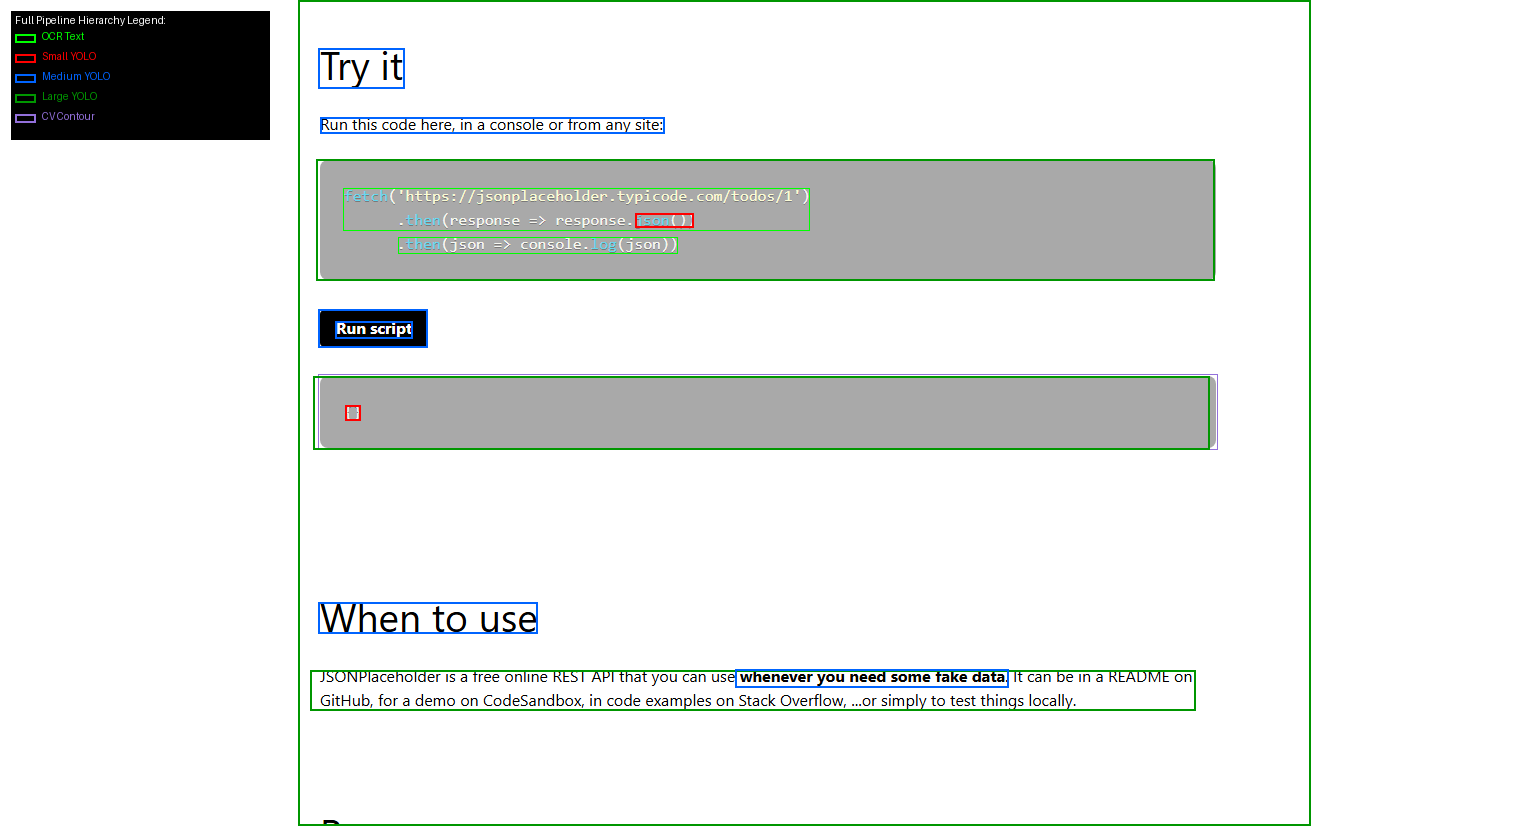 Full Pipeline Hierarchy Legend:
OCR Text
Small YOLO
Medium YOLO
Large YOLO
CV Contour
Try it
Run this code here, in a console or from any site:
fetch('https://jsonplaceholder.typicode.com/todos/1')
.then(response => response.json())
.then(json => console.log(json))
Run script
{}
When to use
JSONPlaceholder is a free online REST API that you can use whenever you need some fake data. It can be in a README on
GitHub, for a demo on CodeSandbox, in code examples on Stack Overflow, ...or simply to test things locally.